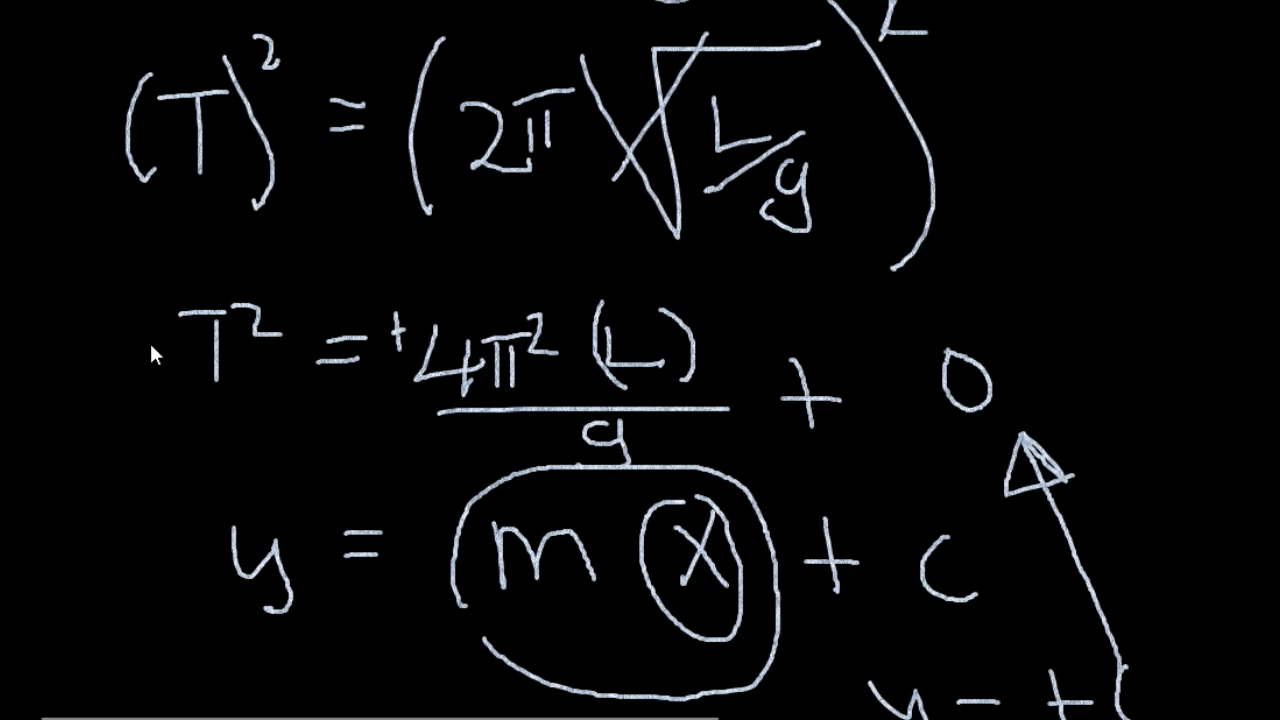 (T)² = (2π√L/g)²
T² = +4π²(L)/g + 0
y = m x + c